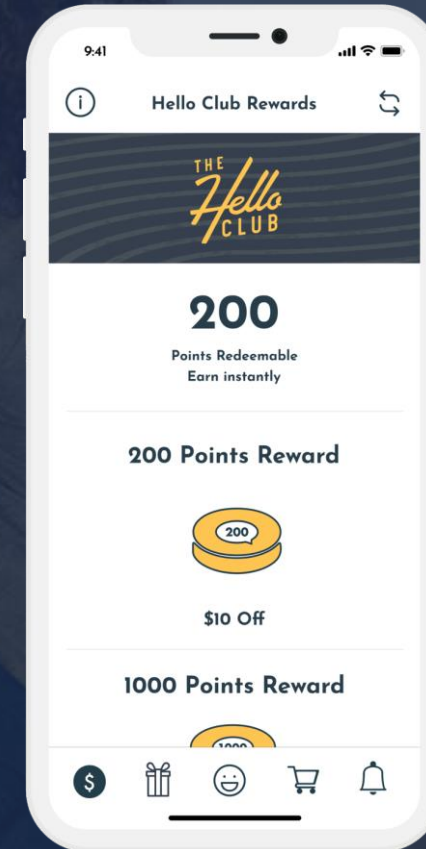 9:41
Hello Club Rewards
THE
Hello
CLUB
200
Points Redeemable
Earn instantly
200 Points Reward
200
$10 Off
1000 Points Reward
1000
$